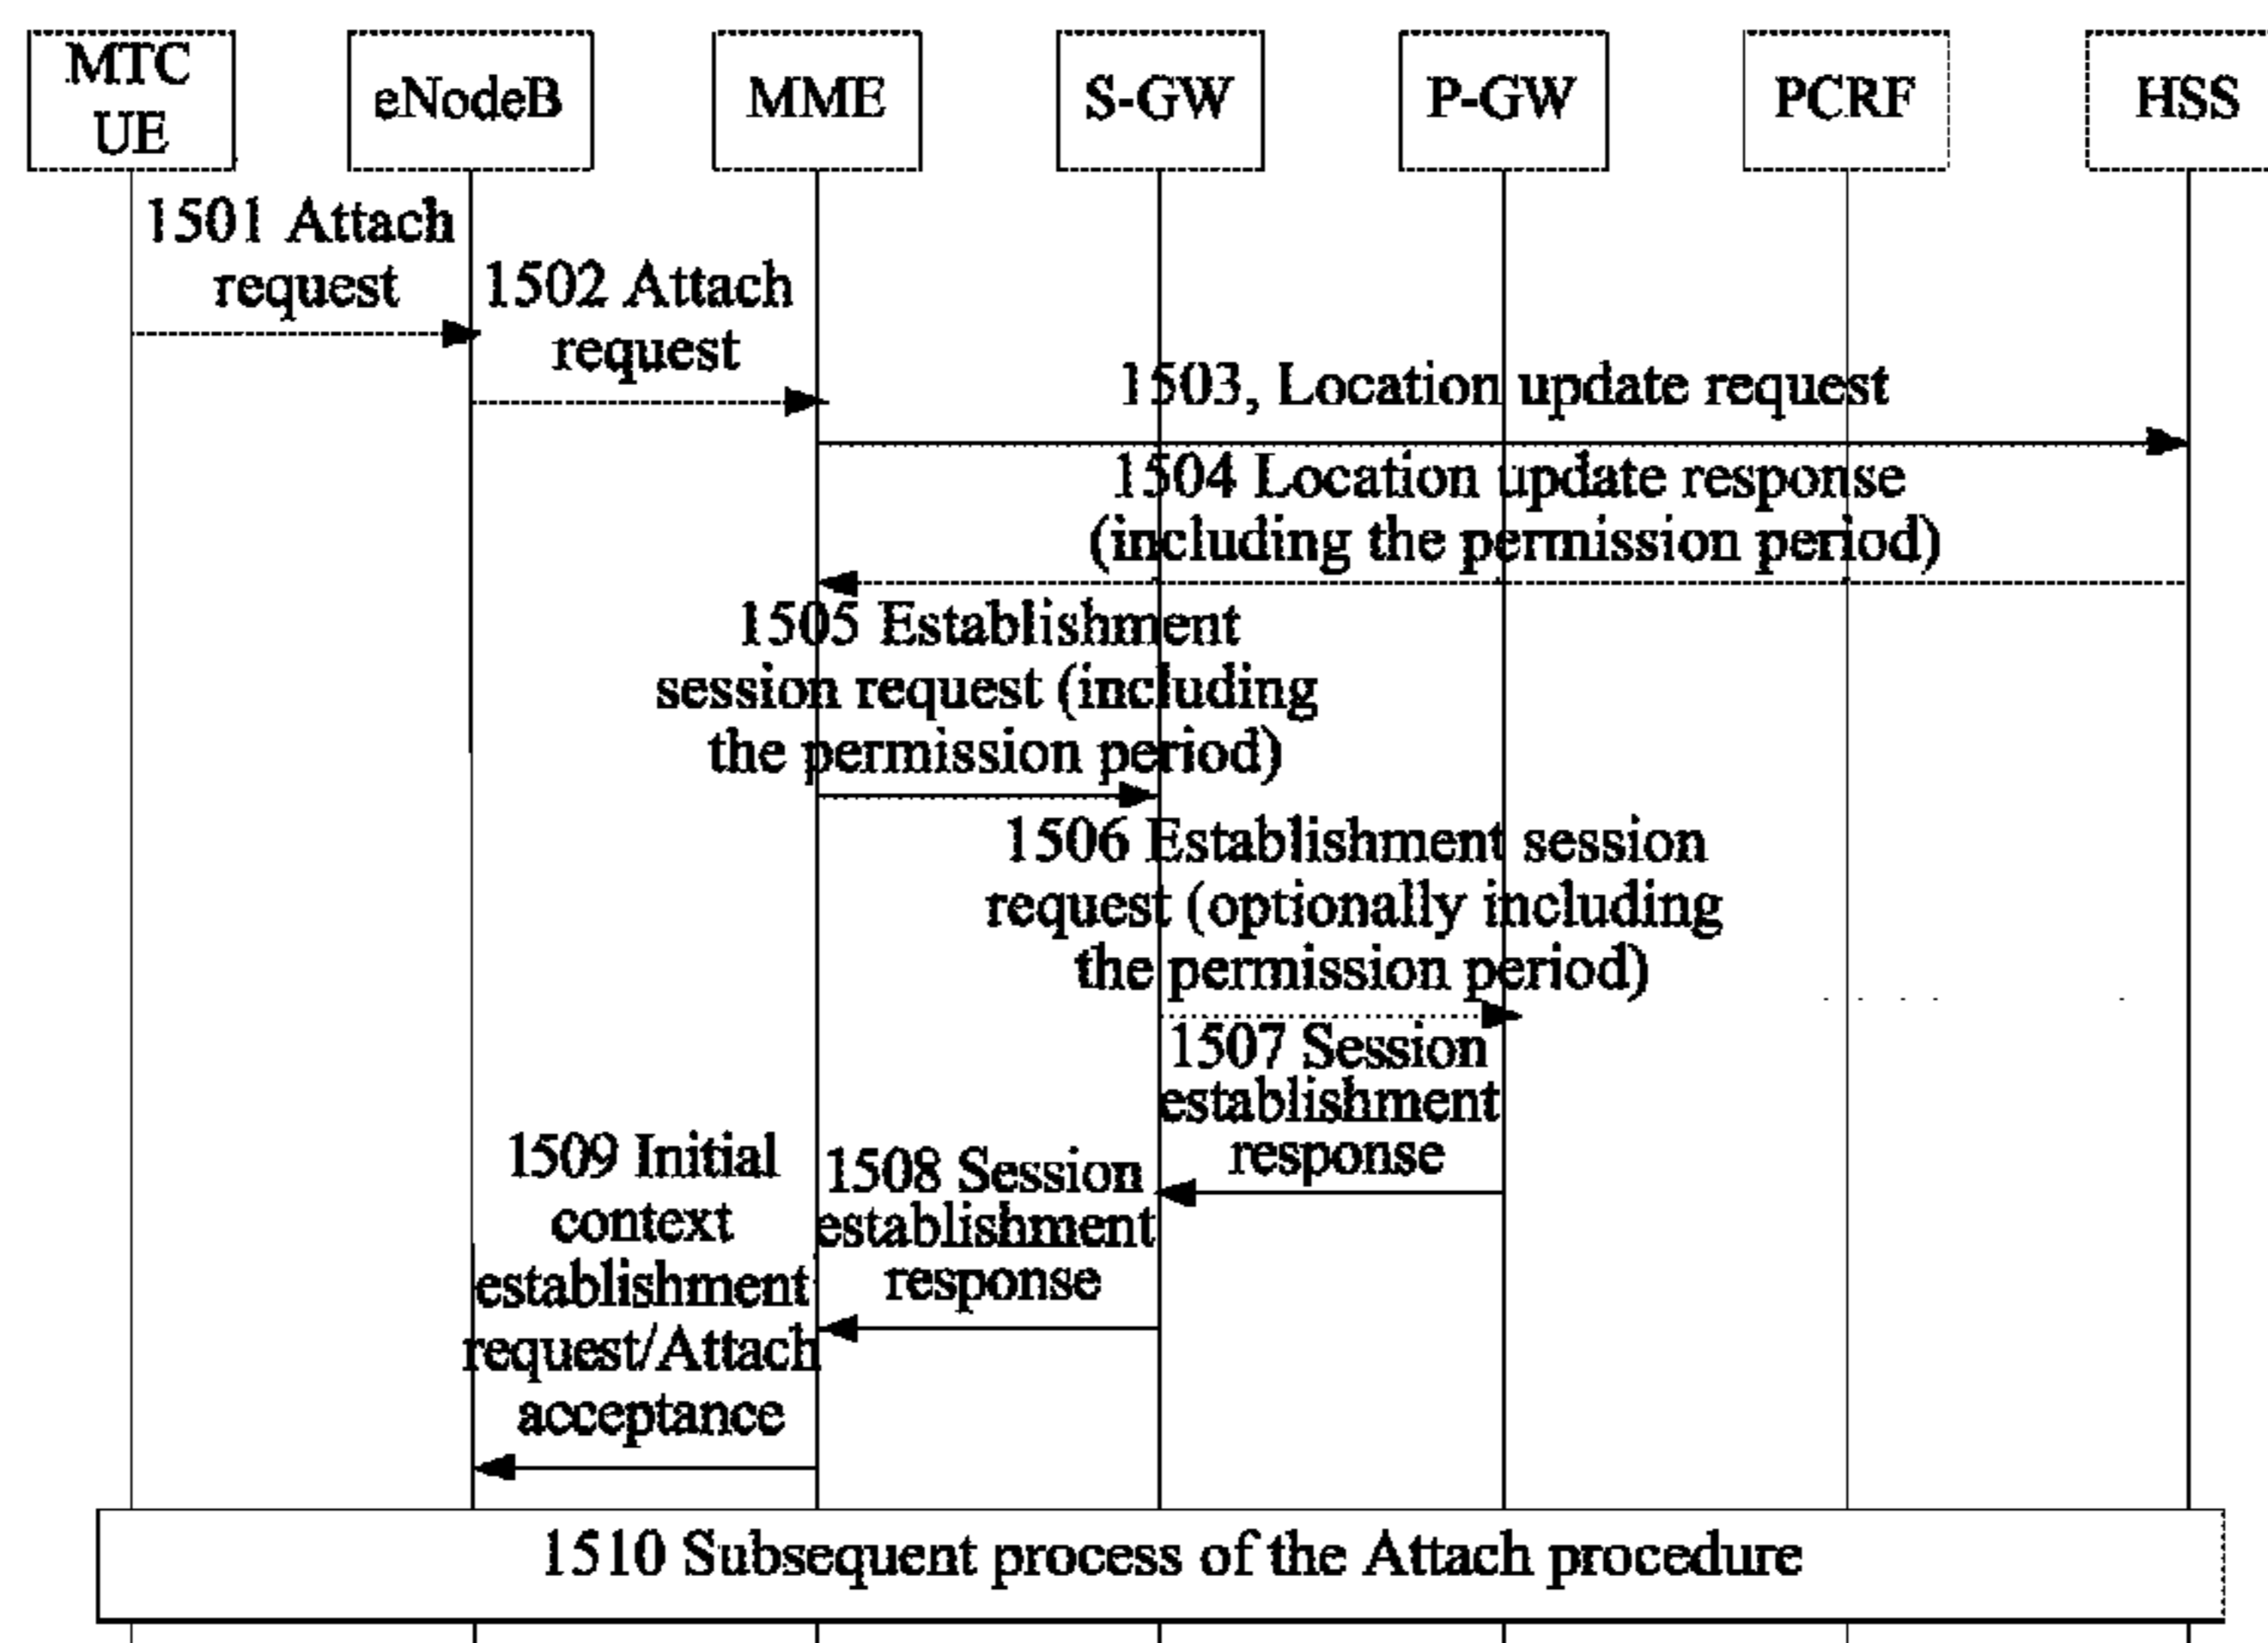 MTC
UE
eNodeB
MME
S-GW
P-GW
PCRF
HSS
1501 Attach
request
1502 Attach
request
1503, Location update request
1504 Location update response
(including the permission period)
1505 Establishment
session request (including
the permission period)
1506 Establishment session
request (optionally including
the permission period)
1507 Session
establishment
response
1508 Session
establishment
response
1509 Initial
context
establishment
request/Attach
acceptance
1510 Subsequent process of the Attach procedure